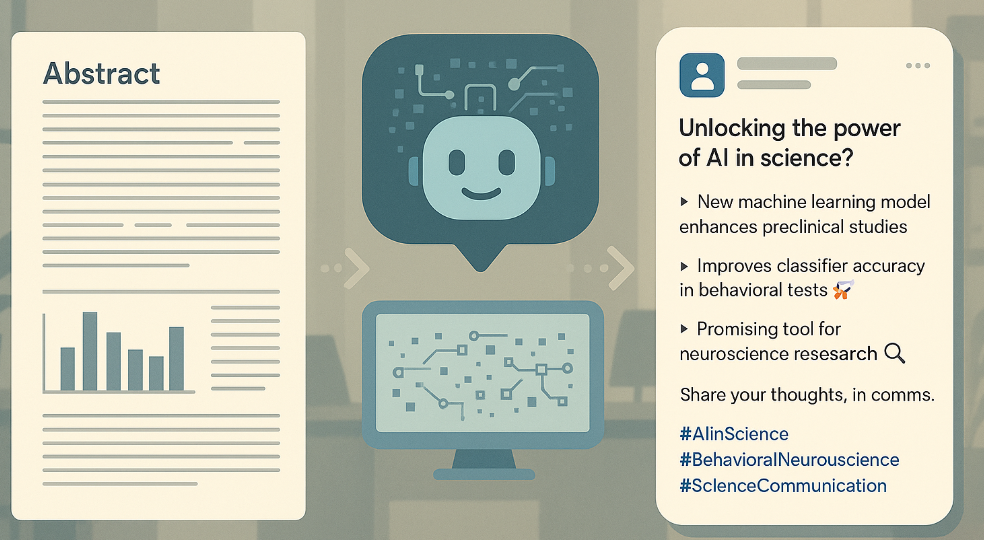 Abstract
Unlocking the power
of AI in science?
‣ New machine learning model
enhances preclinical studies
‣ Improves classifier accuracy
in behavioral tests
‣ Promising tool for
neuroscience resesarch
Share your thoughts, in comms.
#AIinScience
#BehavioralNeurouscience
#ScIenceCommunication